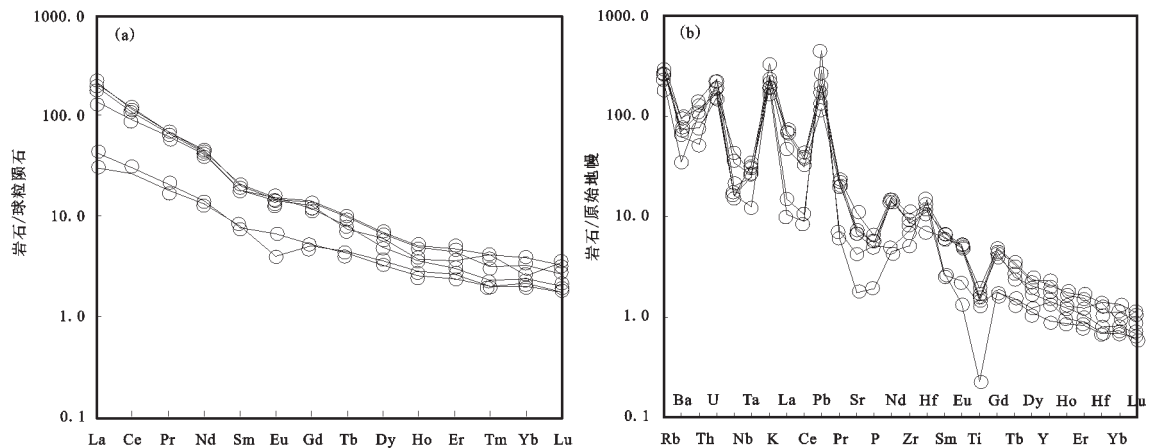 1000.0
(a)
100.0
10.0
1.0
0.1
岩石/球粒陨石
La Ce Pr Nd Sm Eu Gd Tb Dy Ho Er Tm Yb Lu
1000.0
(b)
100.0
10.0
1.0
0.1
岩石/原始地幔
Ba U Ta La Pb Sr Nd Hf Eu Gd Dy Ho Hf Lu
Rb Th Nb K Ce Pr P Zr Sm Ti Tb Y Er Yb